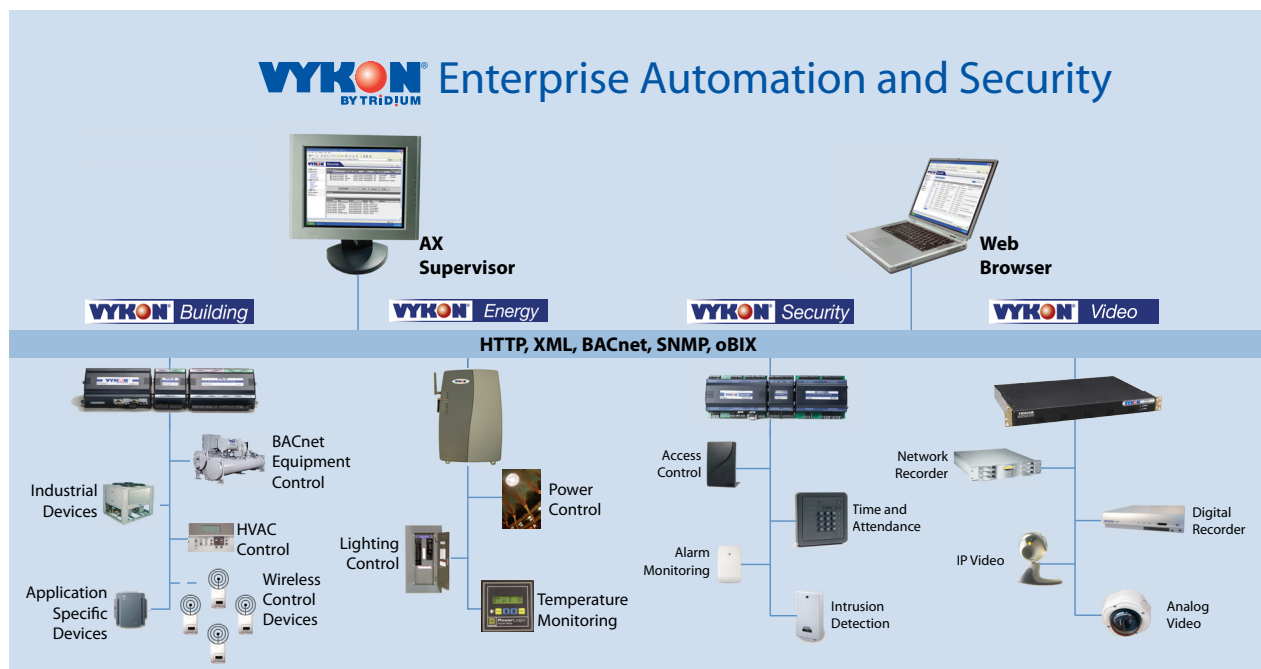 VYKON® Enterprise Automation and Security
BY TRiDiUM
VYKON Security
AX
Supervisor
Web
Browser
VYKON® Building
VYKON® Energy
VYKON® Security
VYKON® Video
HTTP, XML, BACnet, SNMP, oBIX
BACnet
Equipment
Control
Industrial
Devices
HVAC
Control
Application
Specific
Devices
Wireless
Control
Devices
Power
Control
Lighting
Control
PowerLogic
Temperature
Monitoring
Access
Control
Time and
Attendance
Alarm
Monitoring
Intrusion
Detection
Network
Recorder
Digital
Recorder
IP Video
Analog
Video